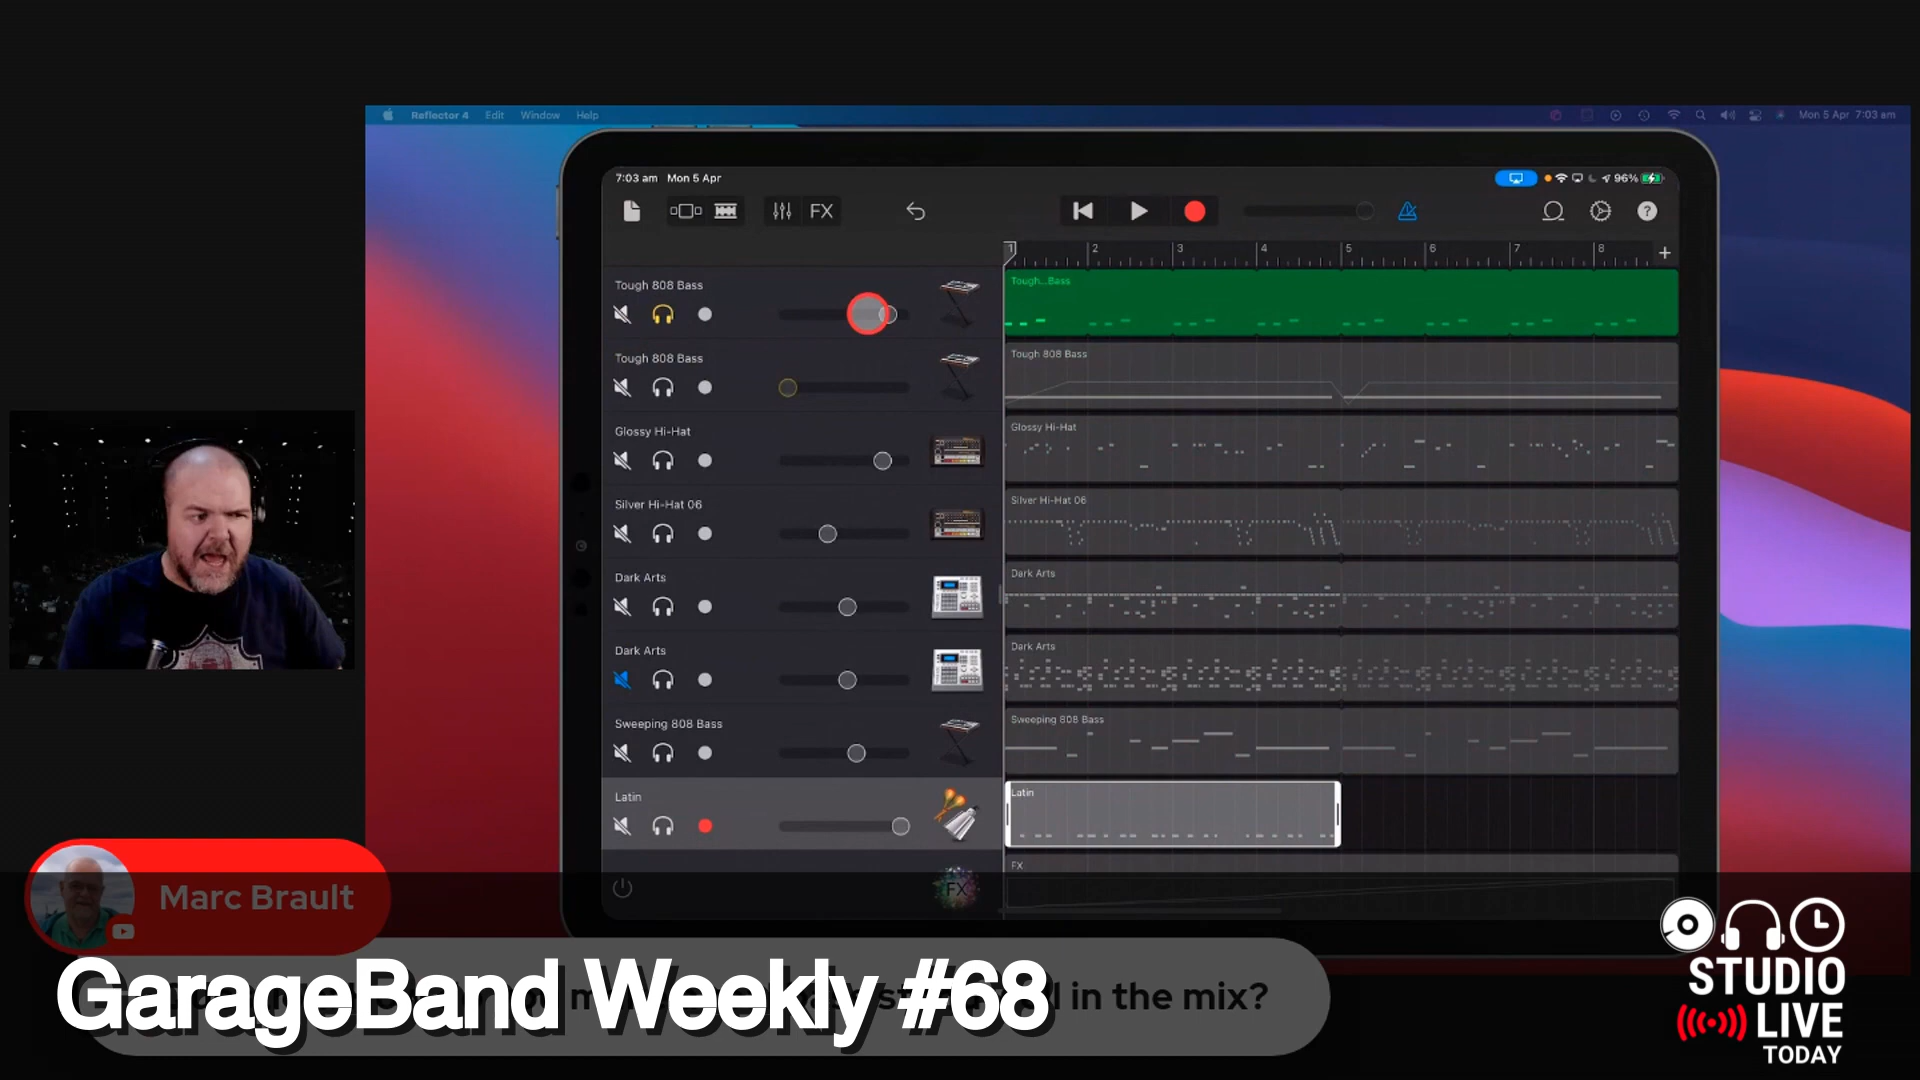 Reflector 4 Edit Window Help
Mon 5 Apr 7:03 am
7:03 am Mon 5 Apr
96%
FX
?
1 2 3 4 5 6 7 8
Tough 808 Bass
Tough...Bass
Tough 808 Bass
Tough 808 Bass
Glossy Hi-Hat
Glossy Hi-Hat
Silver Hi-Hat 06
Silver Hi-Hat 06
Dark Arts
Dark Arts
Dark Arts
Dark Arts
Sweeping 808 Bass
Sweeping 808 Bass
Latin
Latin
FX
FX
Marc Brault
GarageBand Weekly #68
in the mix?
STUDIO
LIVE
TODAY